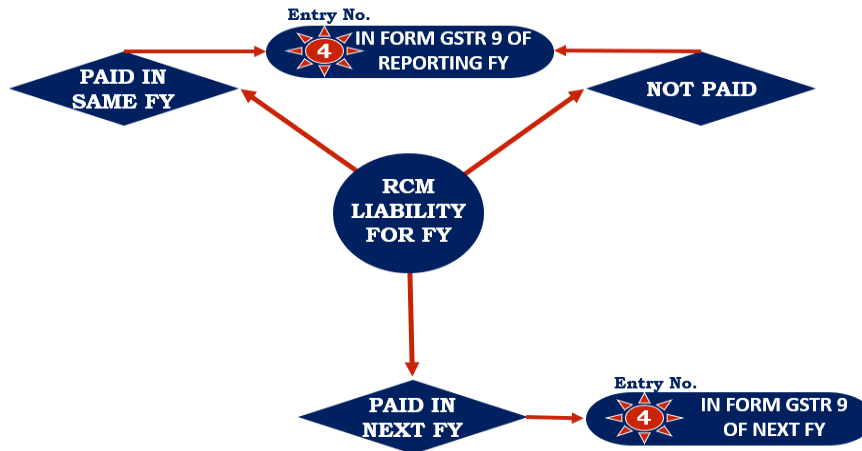 Entry No.
4 IN FORM GSTR 9 OF
REPORTING FY
PAID IN
SAME FY
NOT PAID
RCM
LIABILITY
FOR FY
PAID IN
NEXT FY
Entry No.
4 IN FORM GSTR 9
OF NEXT FY